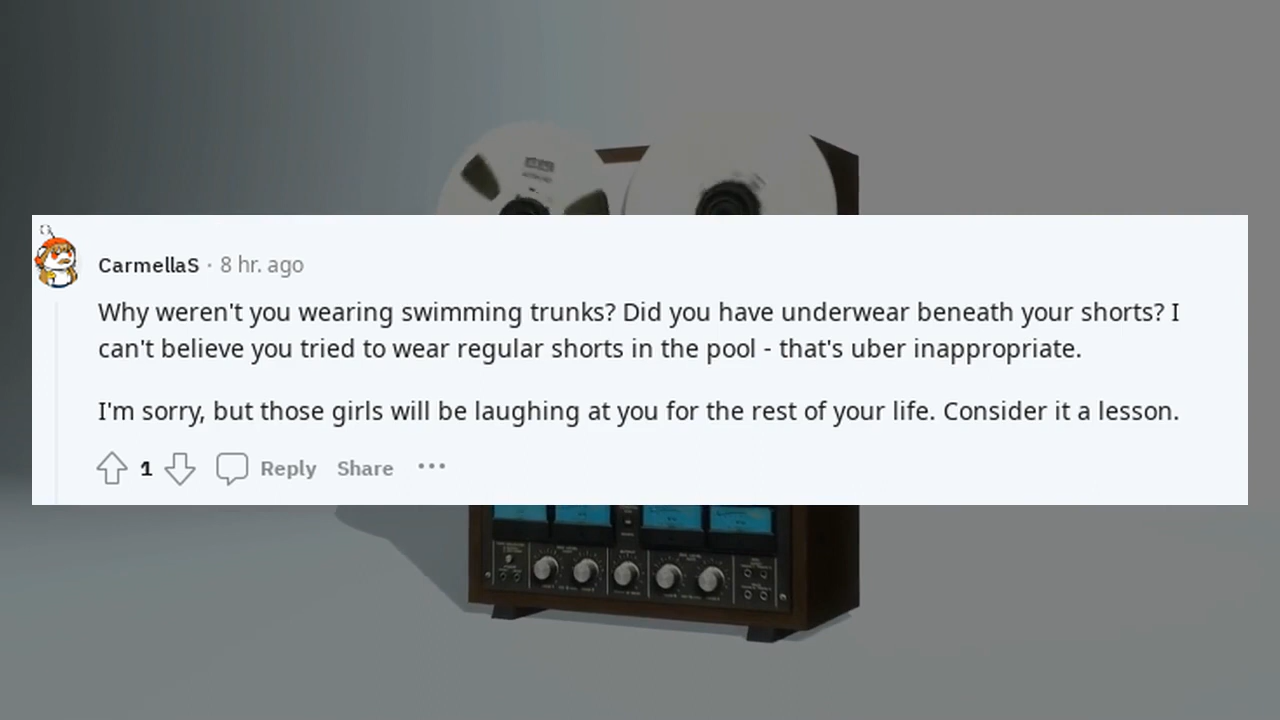 CarmellaS · 8 hr. ago
Why weren't you wearing swimming trunks? Did you have underwear beneath your shorts? I
can't believe you tried to wear regular shorts in the pool - that's uber inappropriate.
I'm sorry, but those girls will be laughing at you for the rest of your life. Consider it a lesson.
1 Reply Share •••